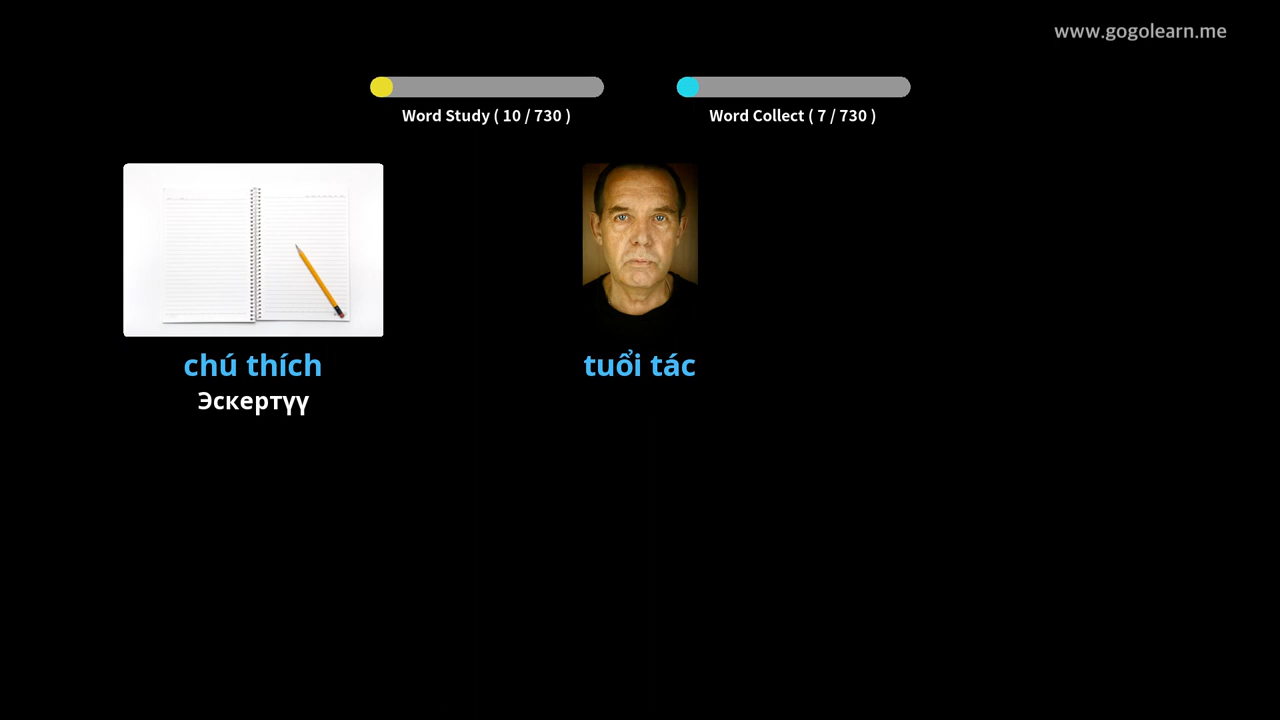 www.gogolearn.me
Word Study ( 10 / 730 )
Word Collect ( 7 / 730 )
chú thích
Эскертүү
tuổi tác